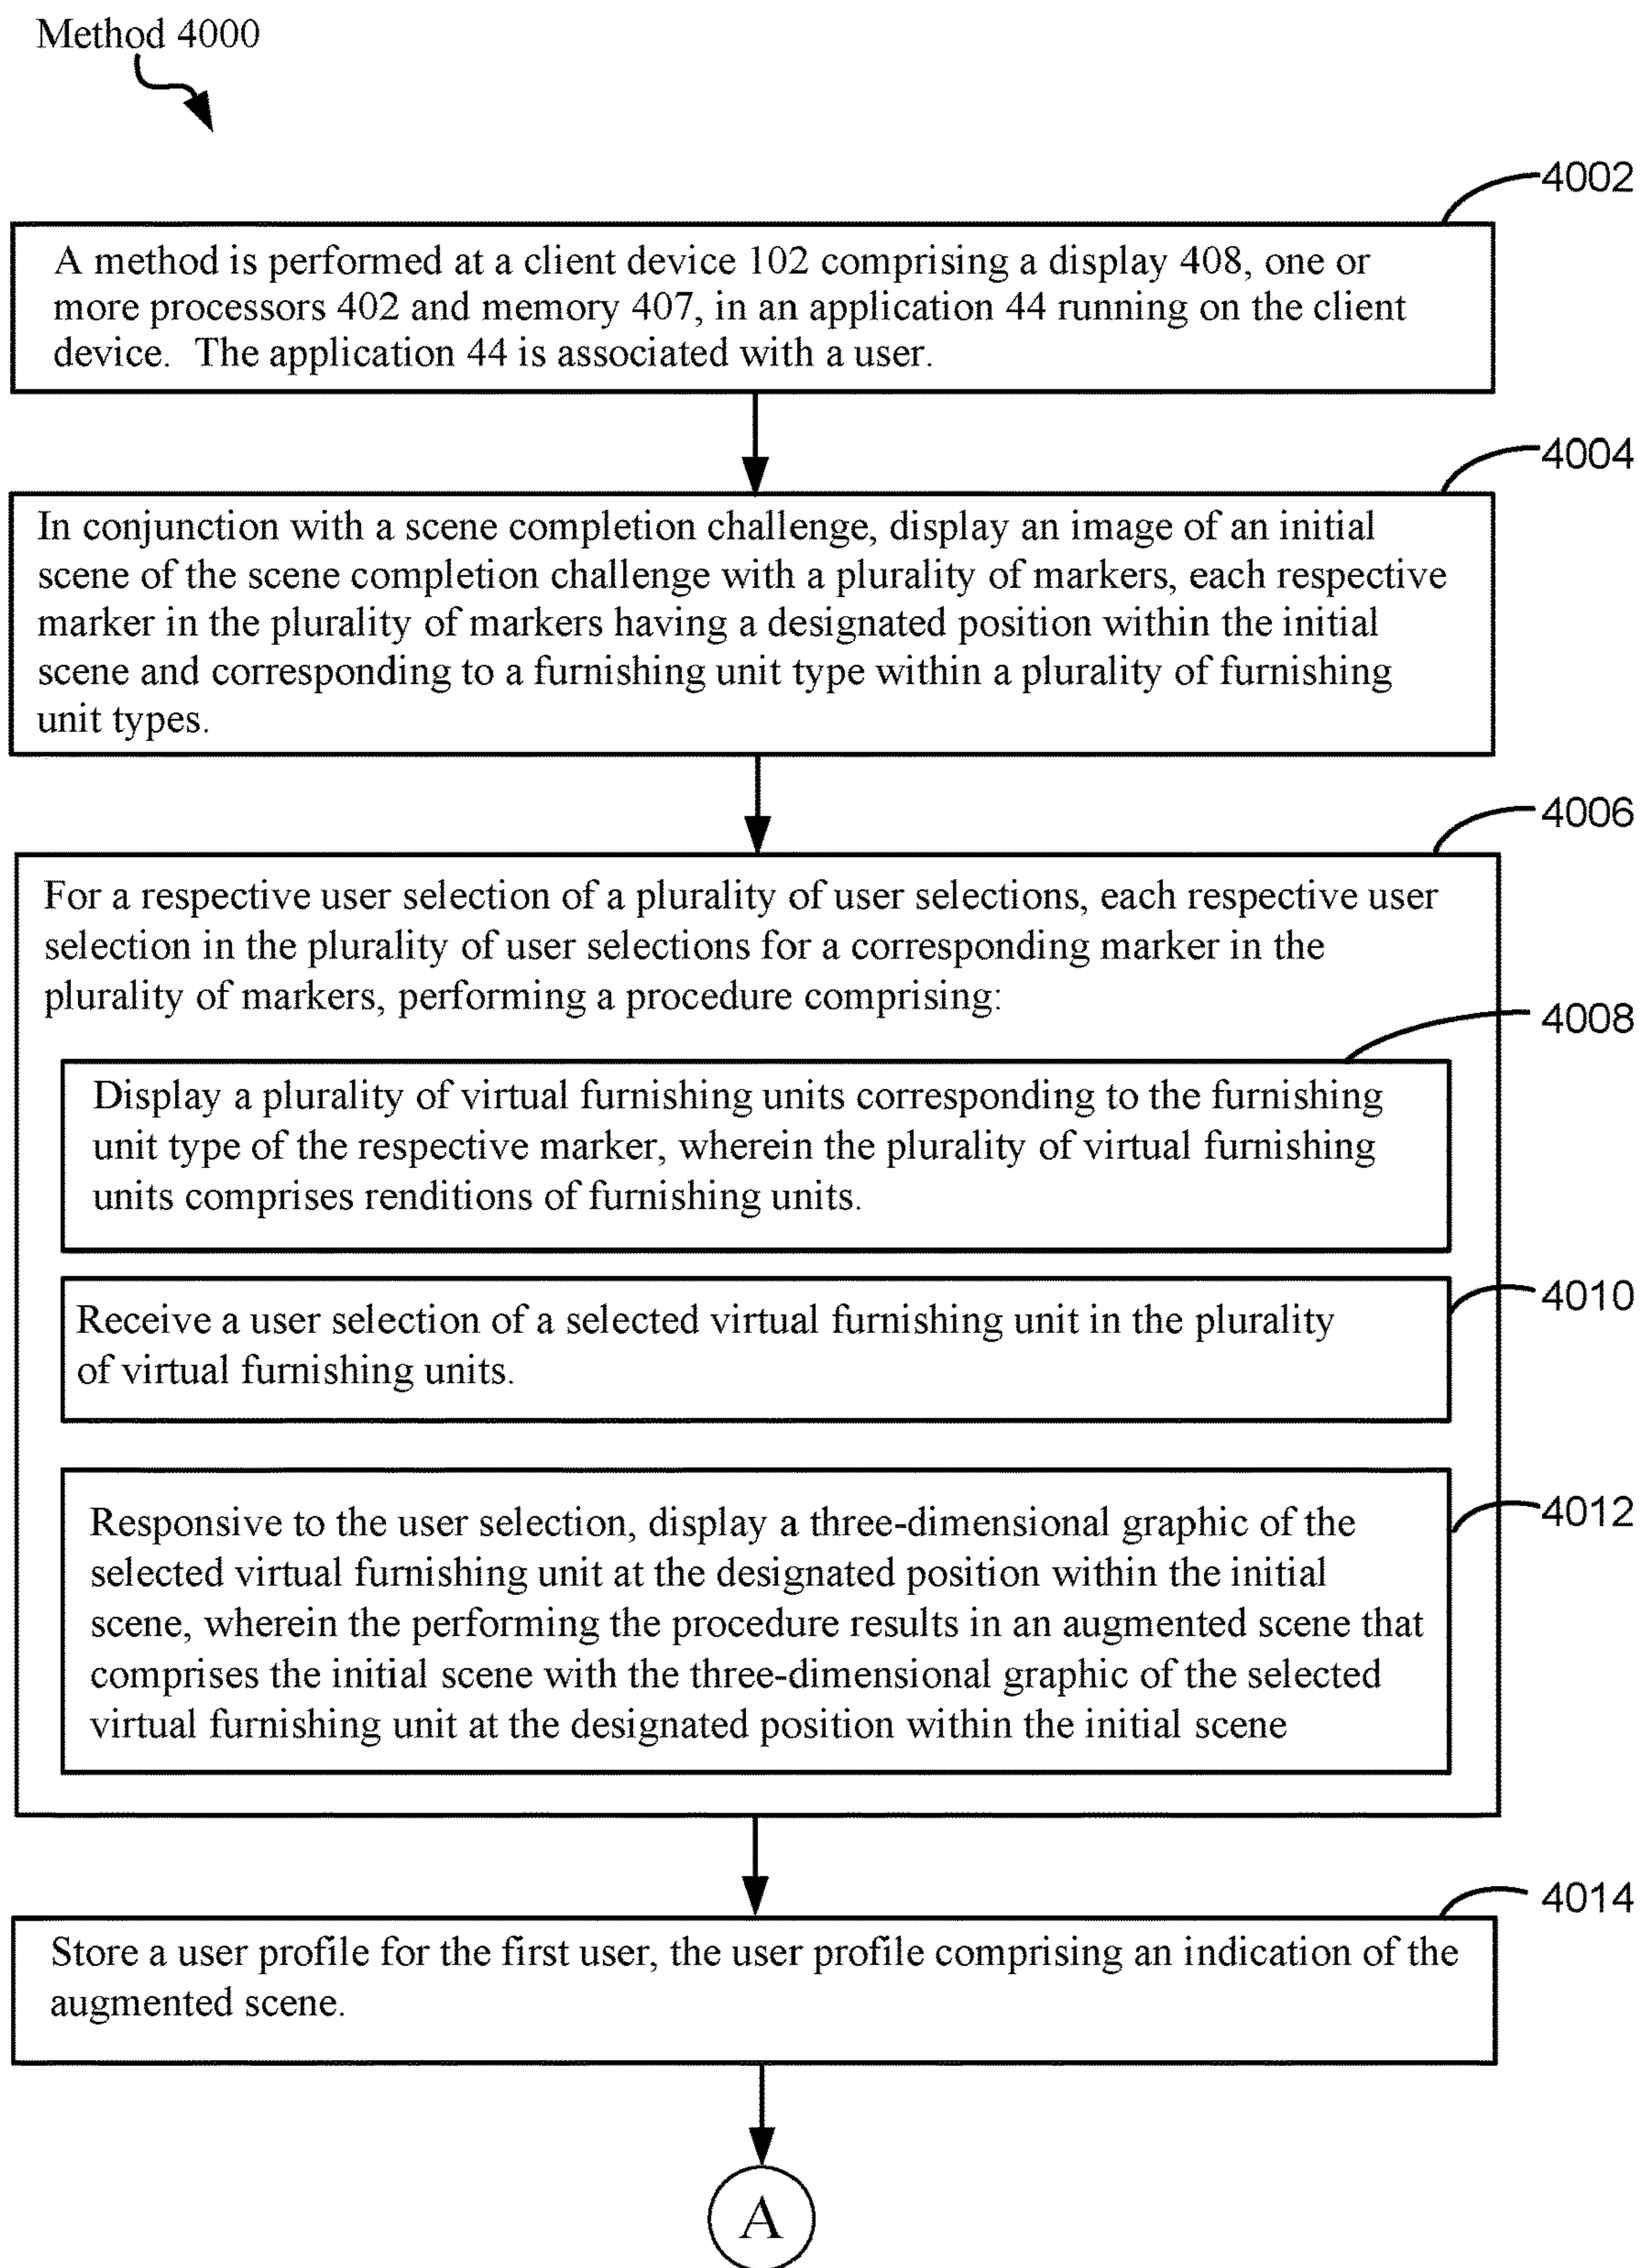 Method 4000
4002
A method is performed at a client device 102 comprising a display 408, one or
more processors 402 and memory 407, in an application 44 running on the client
device.  The application 44 is associated with a user.
4004
In conjunction with a scene completion challenge, display an image of an initial
scene of the scene completion challenge with a plurality of markers, each respective
marker in the plurality of markers having a designated position within the initial
scene and corresponding to a furnishing unit type within a plurality of furnishing
unit types.
4006
For a respective user selection of a plurality of user selections, each respective user
selection in the plurality of user selections for a corresponding marker in the
plurality of markers, performing a procedure comprising:
4008
Display a plurality of virtual furnishing units corresponding to the furnishing
unit type of the respective marker, wherein the plurality of virtual furnishing
units comprises renditions of furnishing units.
4010
Receive a user selection of a selected virtual furnishing unit in the plurality
of virtual furnishing units.
4012
Responsive to the user selection, display a three-dimensional graphic of the
selected virtual furnishing unit at the designated position within the initial
scene, wherein the performing the procedure results in an augmented scene that
comprises the initial scene with the three-dimensional graphic of the selected
virtual furnishing unit at the designated position within the initial scene
4014
Store a user profile for the first user, the user profile comprising an indication of the
augmented scene.
A